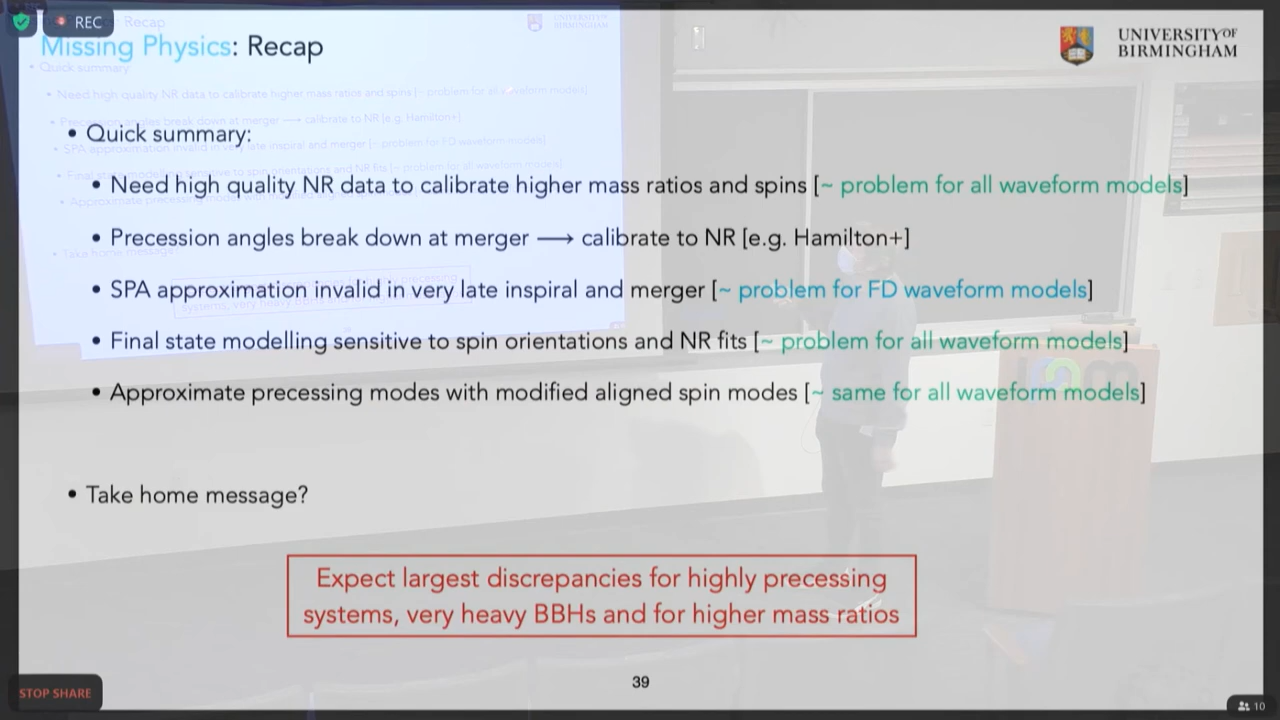 REC
Missing Physics: Recap
UNIVERSITY OF
BIRMINGHAM
• Quick summary:
• Need high quality NR data to calibrate higher mass ratios and spins [~ problem for all waveform models]
• Precession angles break down at merger ⟶ calibrate to NR [e.g. Hamilton+]
• SPA approximation invalid in very late inspiral and merger [~ problem for FD waveform models]
• Final state modelling sensitive to spin orientations and NR fits [~ problem for all waveform models]
• Approximate precessing modes with modified aligned spin modes [~ same for all waveform models]
• Take home message?
Expect largest discrepancies for highly precessing
systems, very heavy BBHs and for higher mass ratios
39
STOP SHARE
10